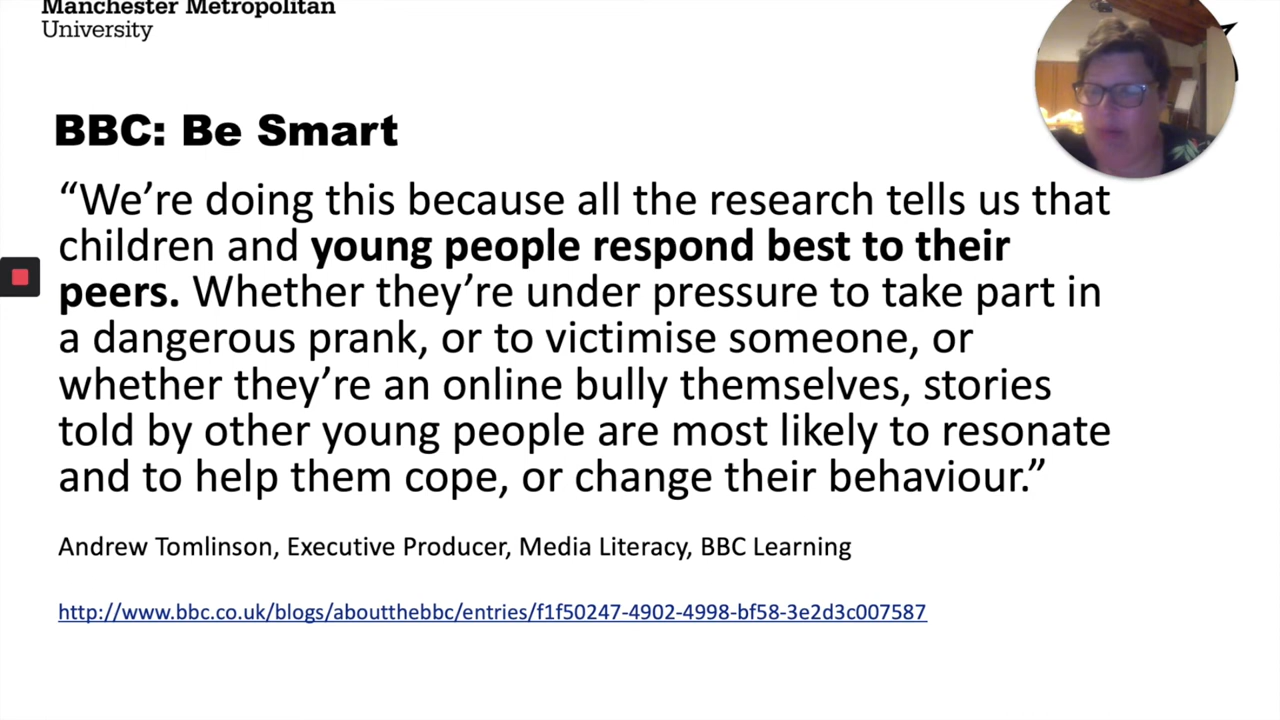 Manchester Metropolitan
University
BBC: Be Smart
“We’re doing this because all the research tells us that
children and young people respond best to their
peers. Whether they’re under pressure to take part in
a dangerous prank, or to victimise someone, or
whether they’re an online bully themselves, stories
told by other young people are most likely to resonate
and to help them cope, or change their behaviour.”
Andrew Tomlinson, Executive Producer, Media Literacy, BBC Learning
http://www.bbc.co.uk/blogs/aboutthebbc/entries/f1f50247-4902-4998-bf58-3e2d3c007587